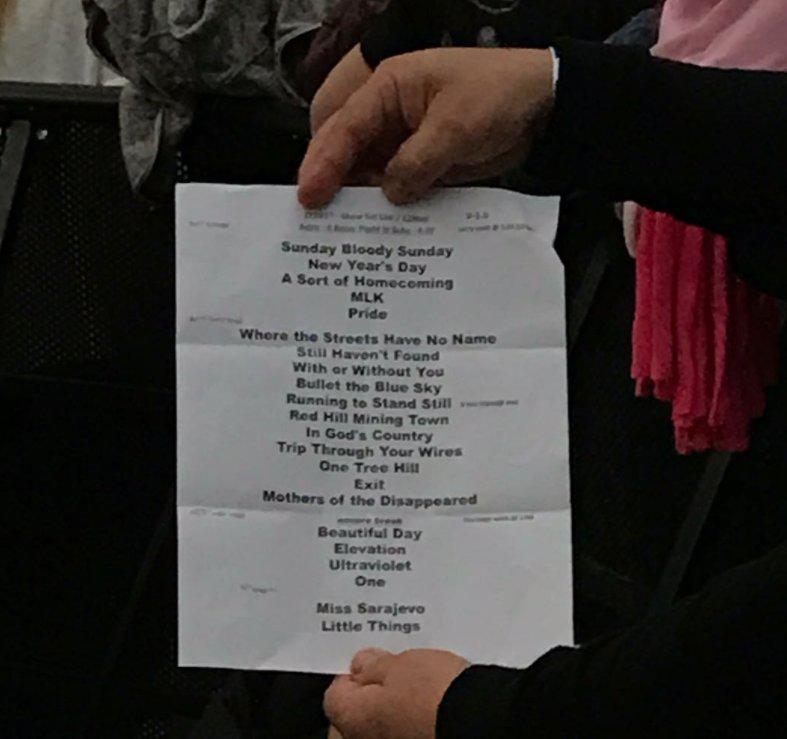 Sunday Bloody Sunday
New Year's Day
A Sort of Homecoming
MLK
Pride
Where the Streets Have No Name
Still Haven't Found
With or Without You
Bullet the Blue Sky
Running to Stand Still
Red Hill Mining Town
In God's Country
Trip Through Your Wires
One Tree Hill
Exit
Mothers of the Disappeared
encore break
Beautiful Day
Elevation
Ultraviolet
One
Miss Sarajevo
Little Things